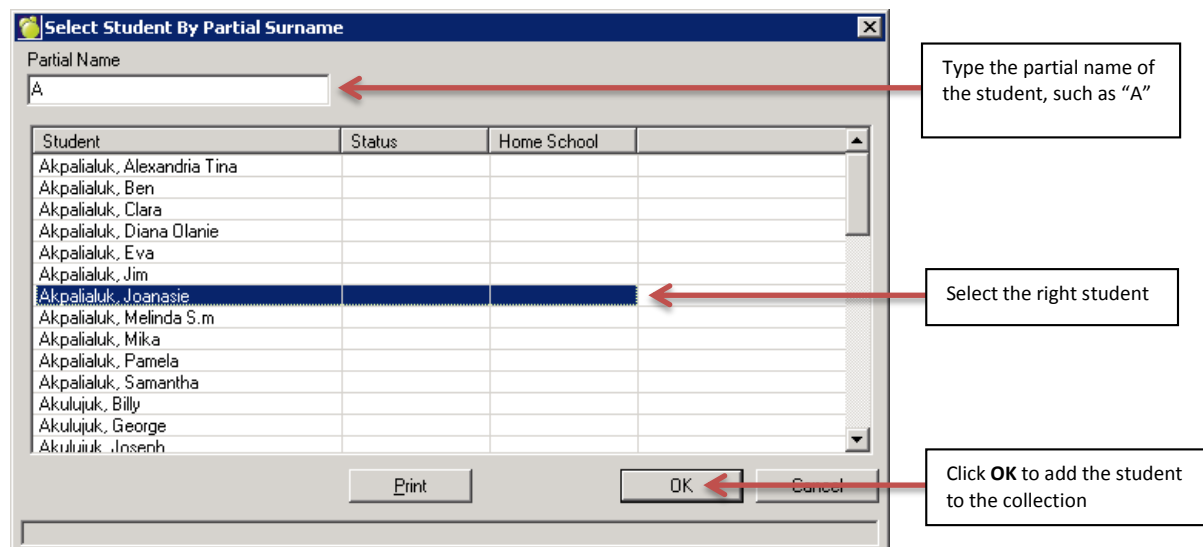 Select Student By Partial Surname
Partial Name
A
Type the partial name of
the student, such as “A”
Student Status Home School
Akpalialuk, Alexandria Tina
Akpalialuk, Ben
Akpalialuk, Clara
Akpalialuk, Diana Olanie
Akpalialuk, Eva
Akpalialuk, Jim
Akpalialuk, Joanasie
Select the right student
Akpalialuk, Melinda S.m
Akpalialuk, Mika
Akpalialuk, Pamela
Akpalialuk, Samantha
Akulujuk, Billy
Akulujuk, George
Akulujuk, Joseph
Print OK Cancel
Click OK to add the student
to the collection